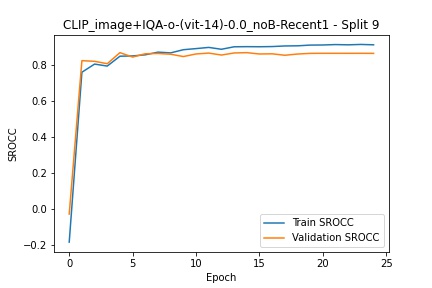 CLIP_image+IQA-o-(vit-14)-0.0_noB-Recent1 - Split 9
SROCC
0.8
0.6
0.4
0.2
0.0
−0.2
0 5 10 15 20 25
Epoch
Train SROCC
Validation SROCC